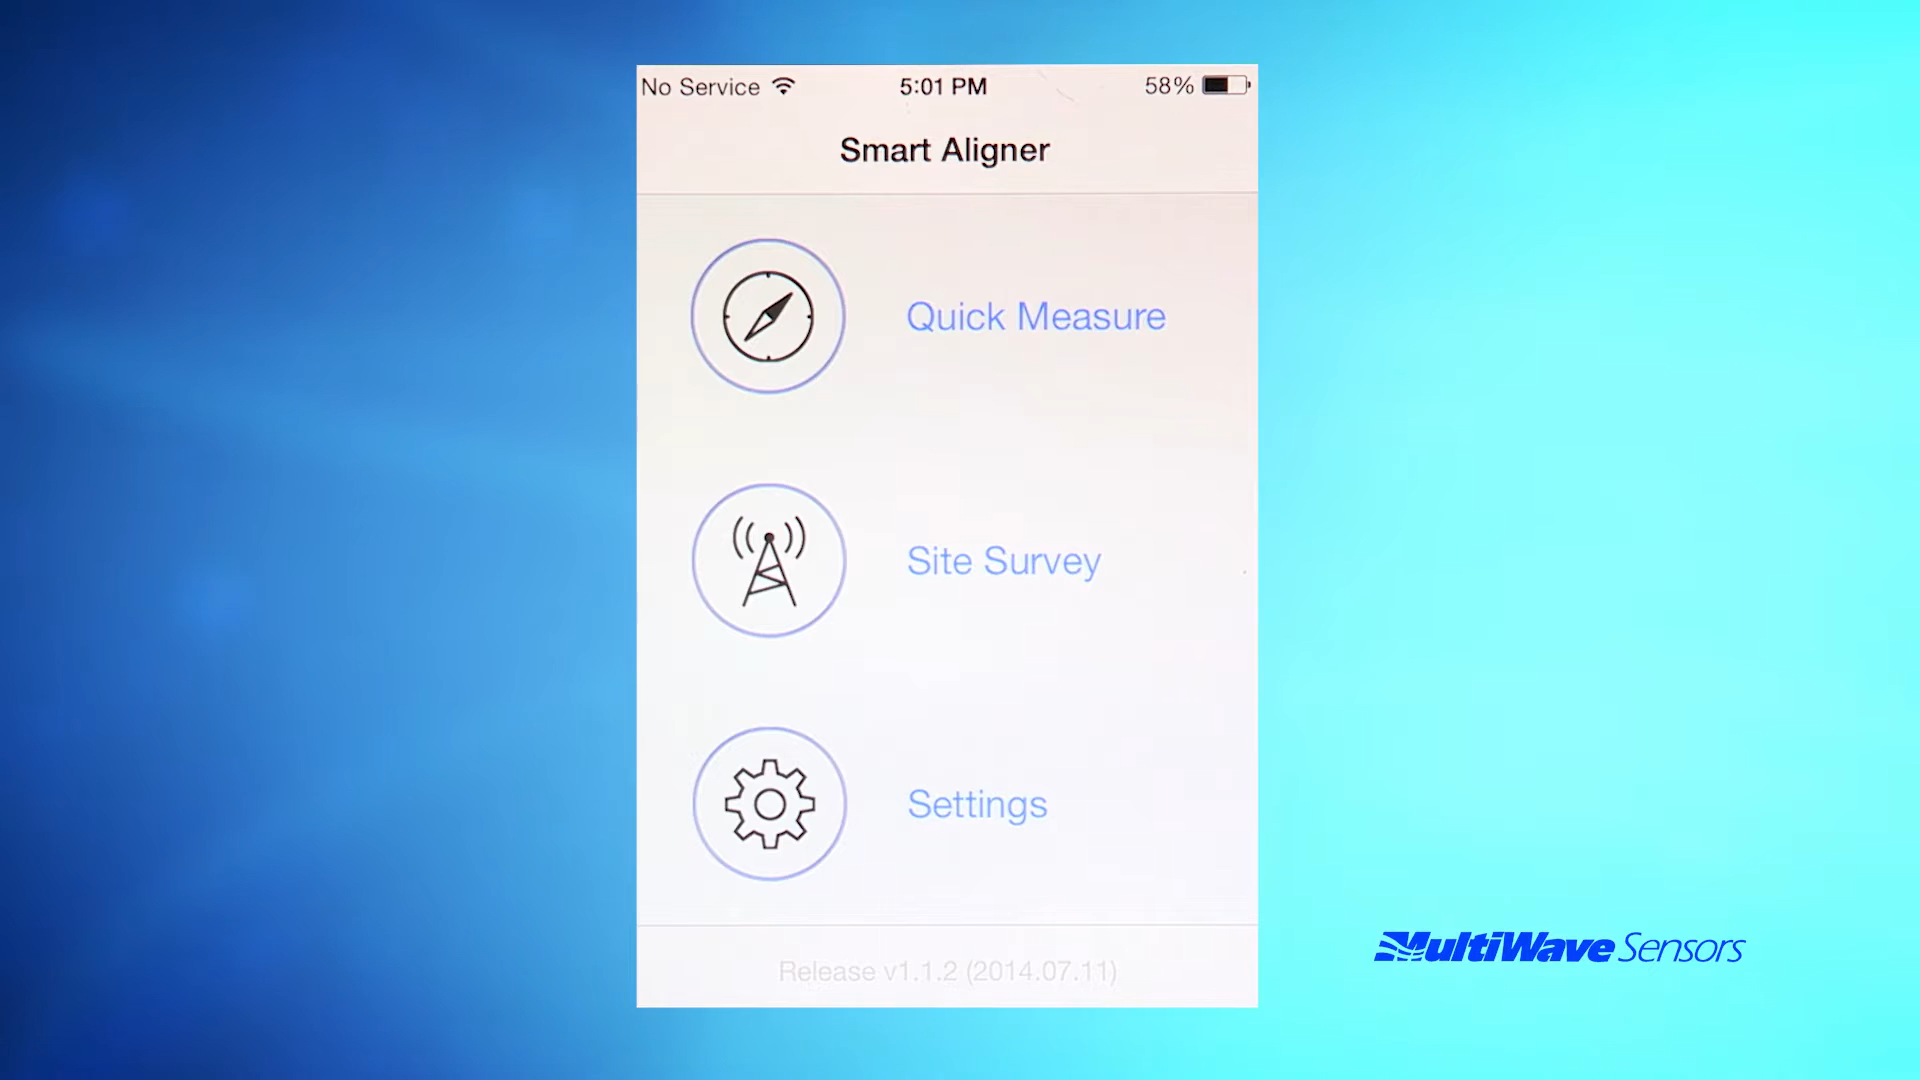 No Service 5:01 PM 58%
Smart Aligner
Quick Measure
Site Survey
Settings
Release v1.1.2 (2014.07.11)
MultiWave Sensors